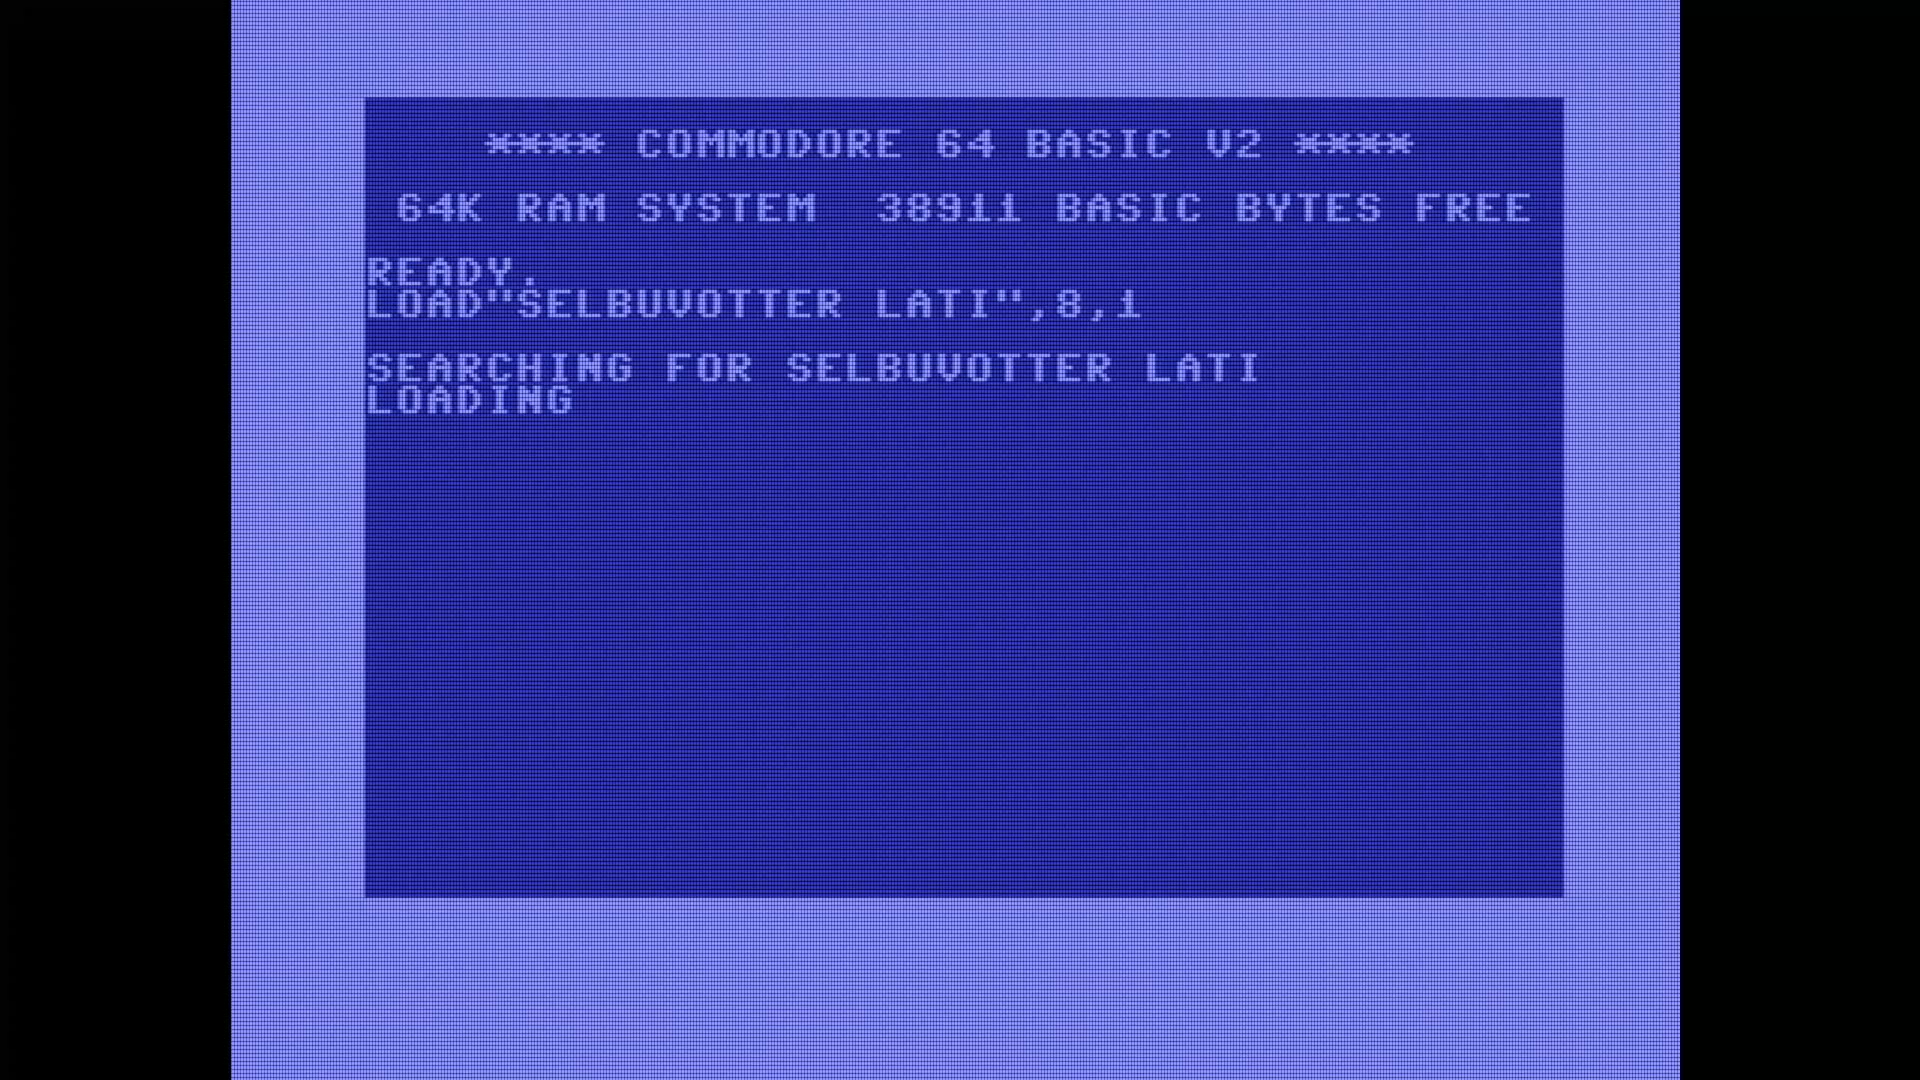 **** COMMODORE 64 BASIC V2 ****
64K RAM SYSTEM  38911 BASIC BYTES FREE
READY.
LOAD"SELBUVOTTER LATI",8,1
SEARCHING FOR SELBUVOTTER LATI
LOADING